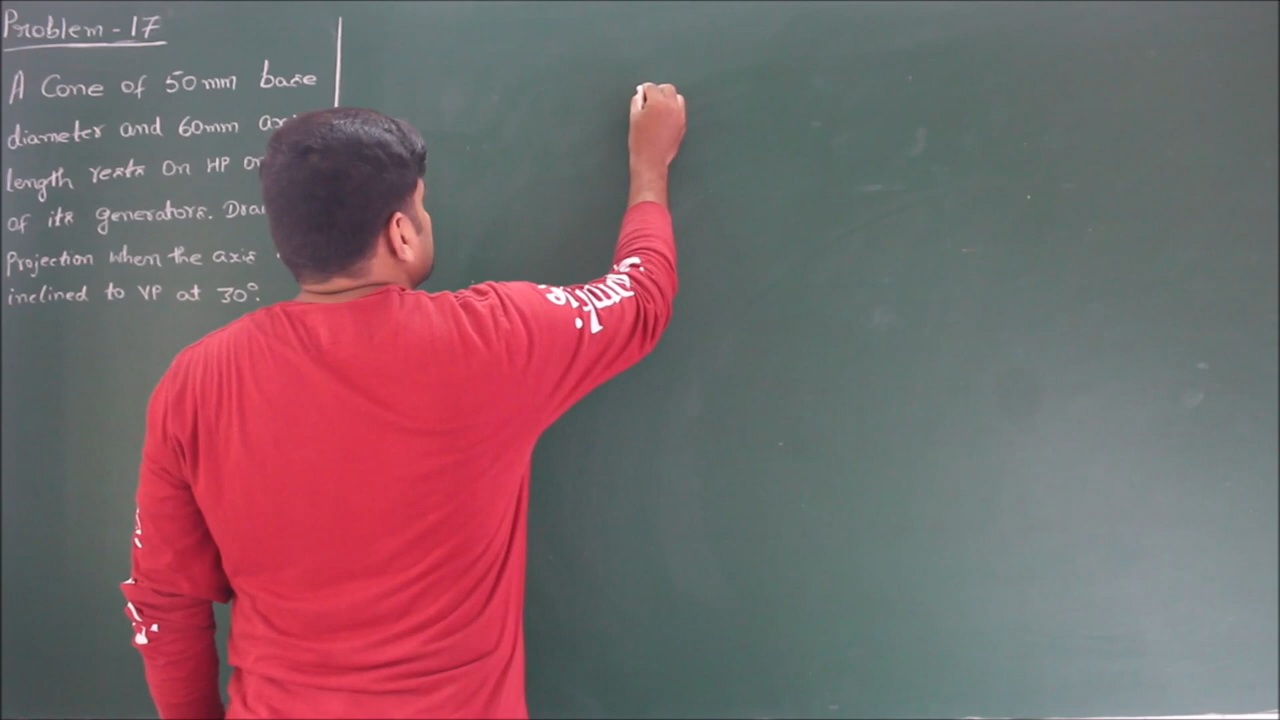 Problem - 17
A Cone of 50mm base
diameter and 60mm
length rests on HP
of its generators.
Projection when the axis
inclined to VP at 30°.